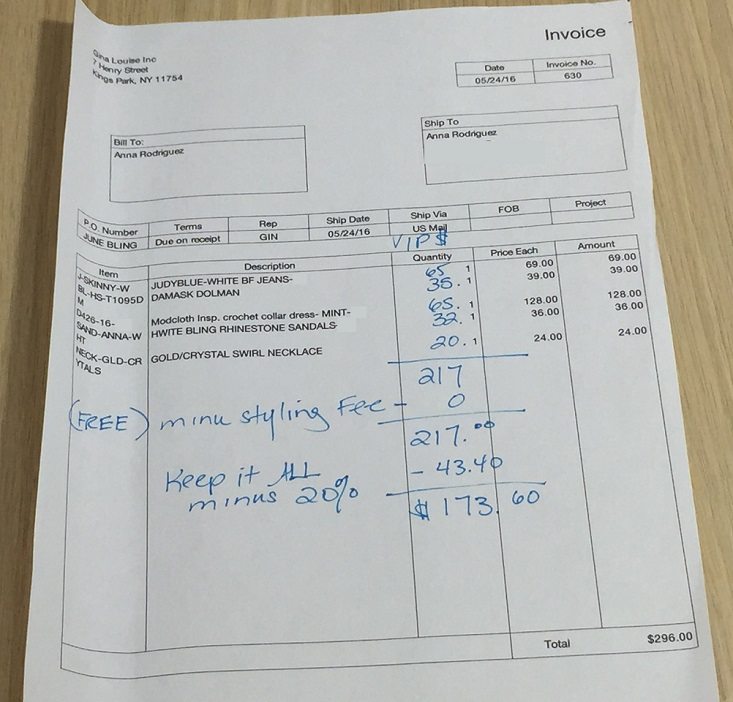 Invoice
Gina Louise Inc
7 Henry Street
Kings Park, NY 11754
Date Invoice No.
05/24/16 630
Bill To:
Anna Rodriguez
Ship To
Anna Rodriguez
P.O. Number Terms Rep Ship Date Ship Via FOB Project
JUNE BLING Due on receipt GIN 05/24/16 US Mail
VIP $
Item Description Quantity Price Each Amount
J-SKINNY-W JUDYBLUE-WHITE BF JEANS- 65 1 69.00 69.00
BL-HS-T1095D DAMASK DOLMAN 35. 1 39.00 39.00
M
D426-16- Modcloth Insp. crochet collar dress- MINT- 65. 1 128.00 128.00
SAND-ANNA-W HWITE BLING RHINESTONE SANDALS- 32. 1 36.00 36.00
HT
NECK-GLD-CR GOLD/CRYSTAL SWIRL NECKLACE 20. 1 24.00 24.00
YTALS
217
(FREE) minu styling Fee - 0
217.00
Keep it ALL - 43.40
minus 20%
$ 173.60
Total $296.00